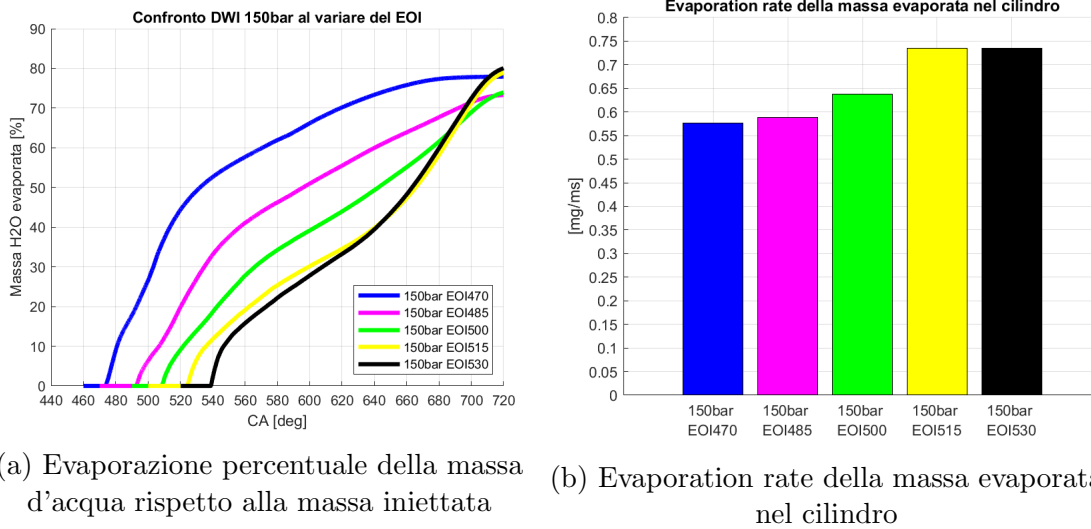 Confronto DWI 150bar al variare del EOI
Massa H2O evaporata [%]
90
80
70
60
50
40
30
20
10
0
440 460 480 500 520 540 560 580 600 620 640 660 680 700 720
CA [deg]
150bar EOI470
150bar EOI485
150bar EOI500
150bar EOI515
150bar EOI530
(a) Evaporazione percentuale della massa
d'acqua rispetto alla massa iniettata
Evaporation rate della massa evaporata nel cilindro
[mg/ms]
0.8
0.75
0.7
0.65
0.6
0.55
0.5
0.45
0.4
0.35
0.3
0.25
0.2
0.15
0.1
0.05
0
150bar 150bar 150bar 150bar 150bar
EOI470 EOI485 EOI500 EOI515 EOI530
(b) Evaporation rate della massa evaporata
nel cilindro